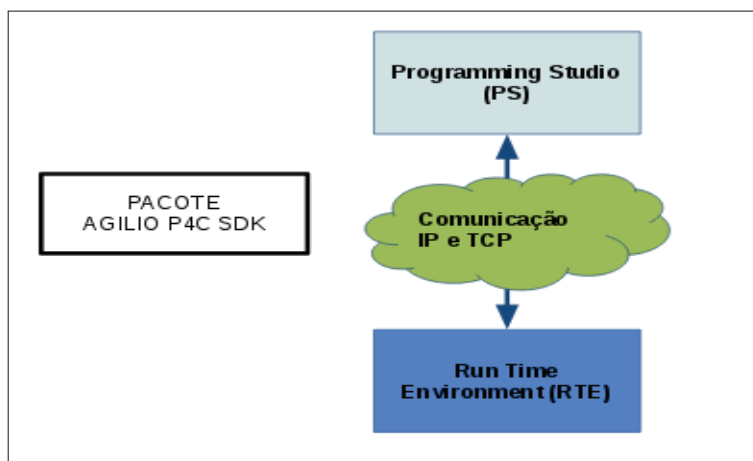 Programming Studio
(PS)
PACOTE
AGILIO P4C SDK
Comunicação
IP e TCP
Run Time
Environment (RTE)